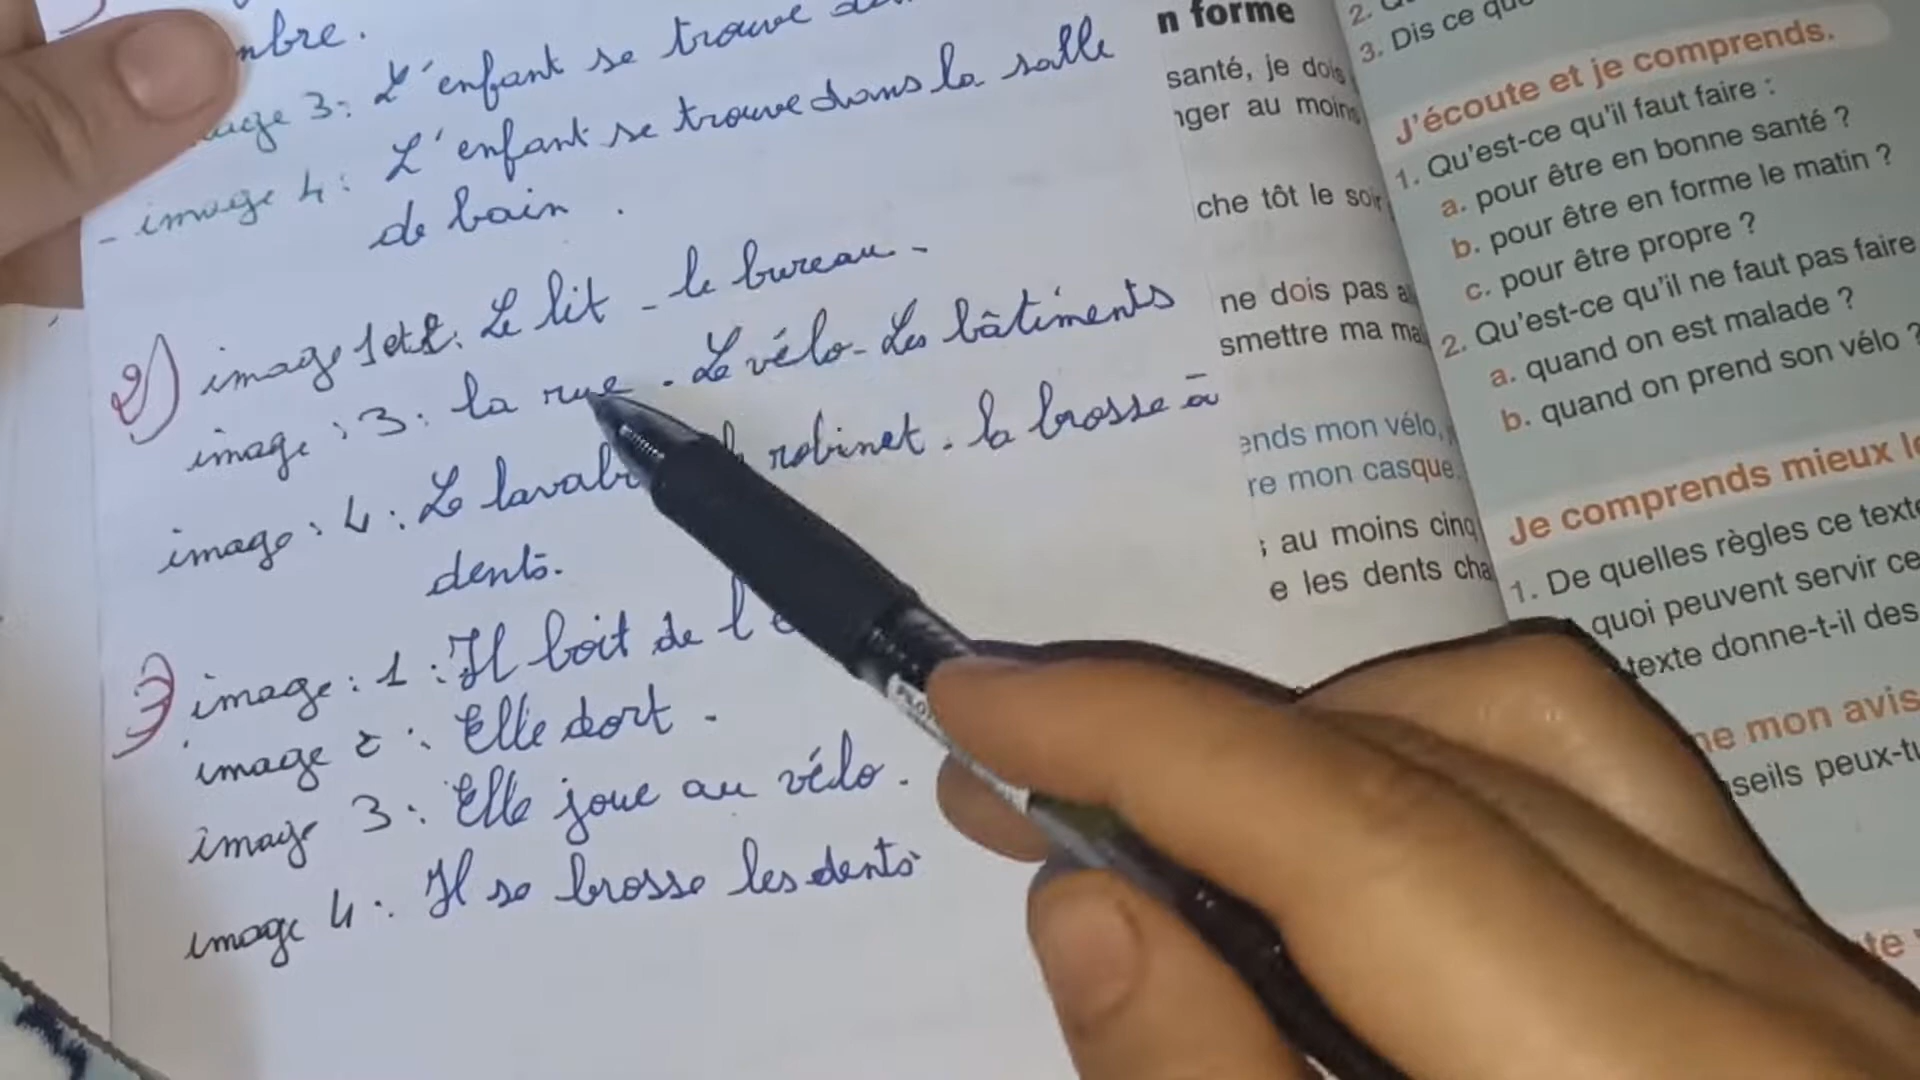 mbre.
image 3: L'enfant se trouve
- image 4: L'enfant se trouve dans la salle
de bain.
2) image 1 et 2: Le lit - le bureau -
image : 3: la rue - Le vélo - Les bâtiments
image : 4: Le lavab robinet - la brosse à
dents.
3) image : 1 : Il boit de l'
image 2 : Elle dort.
image 3 : Elle joue au vélo.
image 4 : Il se brosse les dents
n forme
santé, je dois
nger au moins
che tôt le soir
ne dois pas
smettre ma ma
ends mon vélo,
re mon casque.
au moins cinq
e les dents cha
2.
3. Dis ce que
J'écoute et je comprends.
1. Qu'est-ce qu'il faut faire :
a. pour être en bonne santé ?
b. pour être en forme le matin ?
c. pour être propre ?
2. Qu'est-ce qu'il ne faut pas faire
a. quand on est malade ?
b. quand on prend son vélo ?
Je comprends mieux le
1. De quelles règles ce texte
quoi peuvent servir ce
texte donne-t-il des
ne mon avis
nseils peux-tu